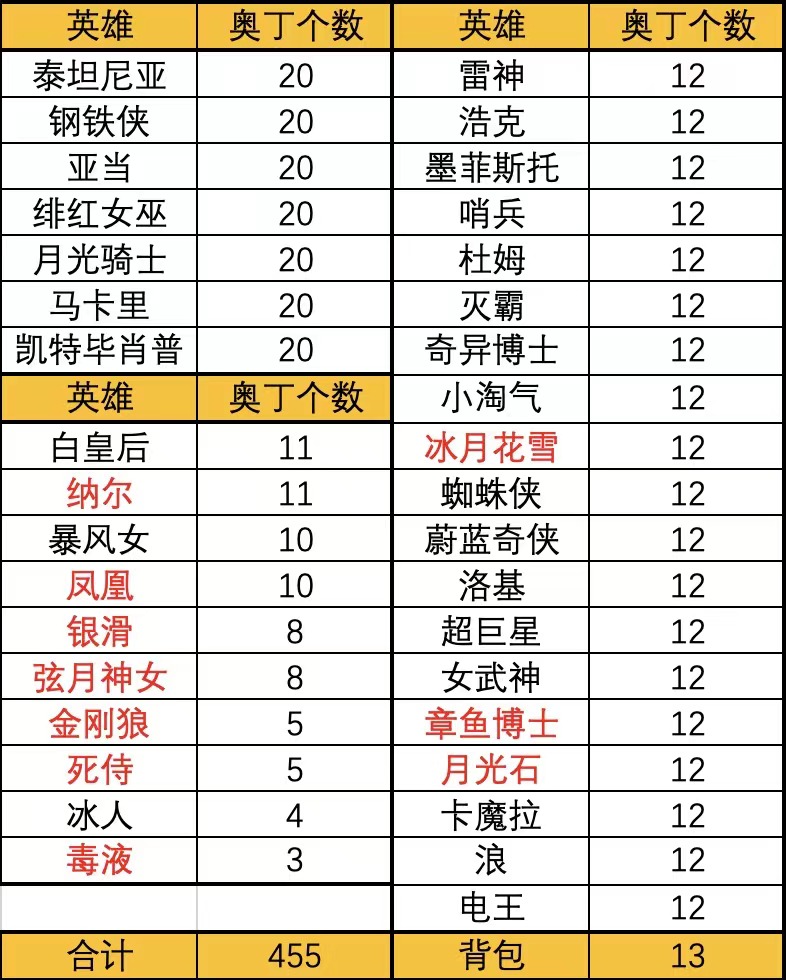 英雄 奥丁个数 英雄 奥丁个数
泰坦尼亚 20 雷神 12
钢铁侠 20 浩克 12
亚当 20 墨菲斯托 12
绯红女巫 20 哨兵 12
月光骑士 20 杜姆 12
马卡里 20 灭霸 12
凯特毕肖普 20 奇异博士 12
英雄 奥丁个数 小淘气 12
白皇后 11 冰月花雪 12
纳尔 11 蜘蛛侠 12
暴风女 10 蔚蓝奇侠 12
凤凰 10 洛基 12
银滑 8 超巨星 12
弦月神女 8 女武神 12
金刚狼 5 章鱼博士 12
死侍 5 月光石 12
冰人 4 卡魔拉 12
毒液 3 浪 12
电王 12
合计 455 背包 13